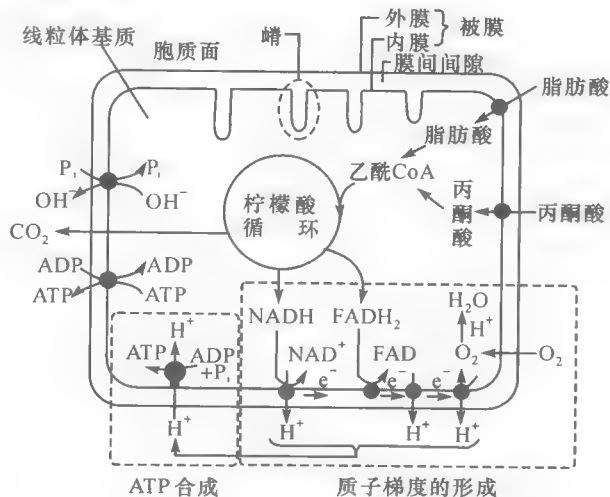 外膜
内膜
被膜
膜间间隙
嵴
线粒体基质
胞质面
脂肪酸
脂肪酸
乙酰CoA
丙酮酸
丙酮酸
柠檬酸
循环
Pi Pi
OH⁻ OH⁻
CO₂
ADP ADP
ATP ATP
H₂O
H⁺
NADH FADH₂
O₂ O₂
NAD⁺ FAD
e⁻ e⁻ e⁻
H⁺
ATP ADP
+Pi
H⁺
H⁺ H⁺ H⁺
ATP合成
质子梯度的形成